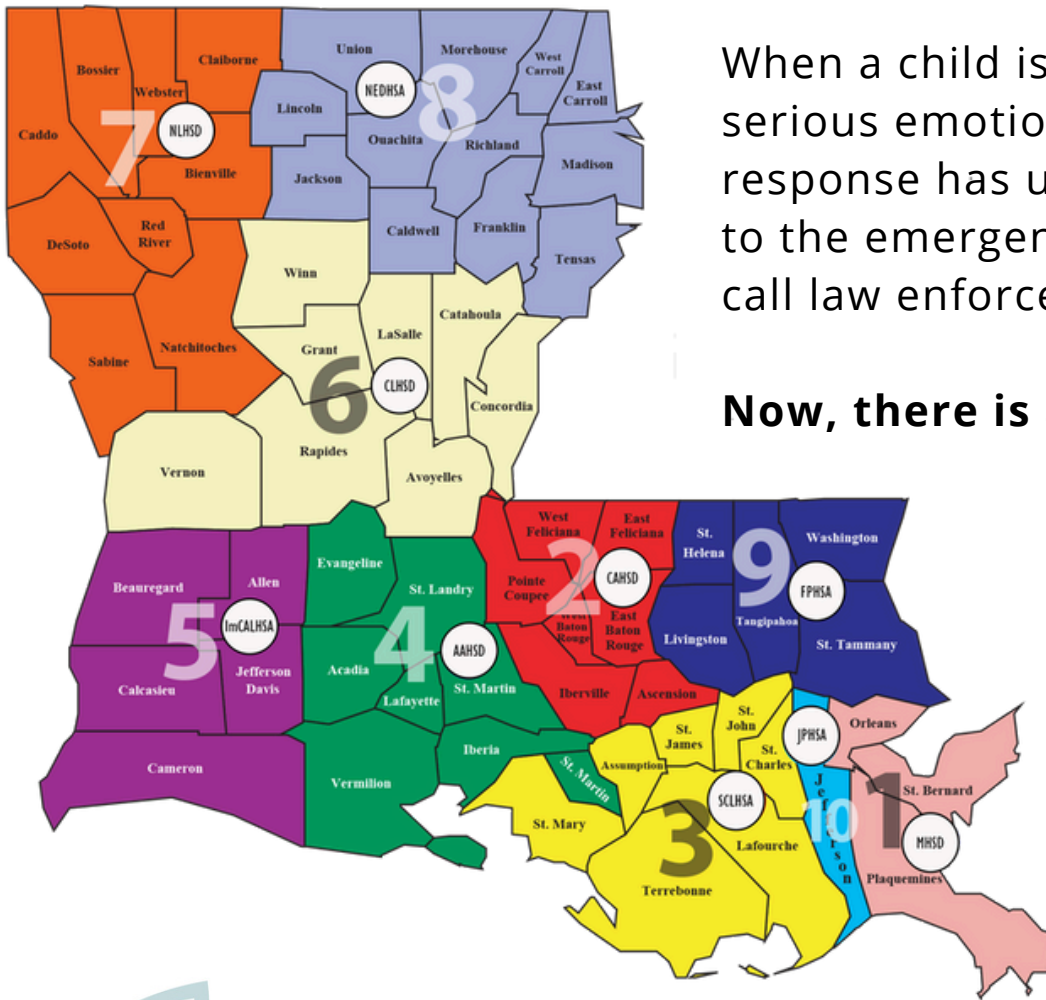 When a child is
serious emotio
response has u
to the emergen
call law enforce
Now, there is
Bossier
Claiborne
Webster
Caddo
NLHSD
7
Bienville
DeSoto
Red
River
Sabine
Natchitoches
Union
Morehouse
West
Carroll
East
Carroll
NEDHSA
8
Lincoln
Ouachita
Richland
Madison
Jackson
Caldwell
Franklin
Tensas
Winn
Catahoula
LaSalle
Grant
6
CLHSD
Concordia
Rapides
Vernon
Avoyelles
West
Feliciana
East
Feliciana
2
CAHSD
Pointe
Coupee
West
Baton
Rouge
East
Baton
Rouge
Iberville
Ascension
St.
Helena
9
Washington
FPHSA
Tangipahoa
Livingston
St. Tammany
Beauregard
Allen
5
ImCALHSA
Calcasieu
Jefferson
Davis
Cameron
Evangeline
St. Landry
4
AAHSD
Acadia
Lafayette
St. Martin
Iberia
Vermilion
St. Martin
St.
John
St.
James
St.
Charles
Assumption
SCLHSA
St. Mary
3
Lafourche
Terrebonne
JPHSA
Jefferson
10
Orleans
1
St. Bernard
MHSD
Plaquemines